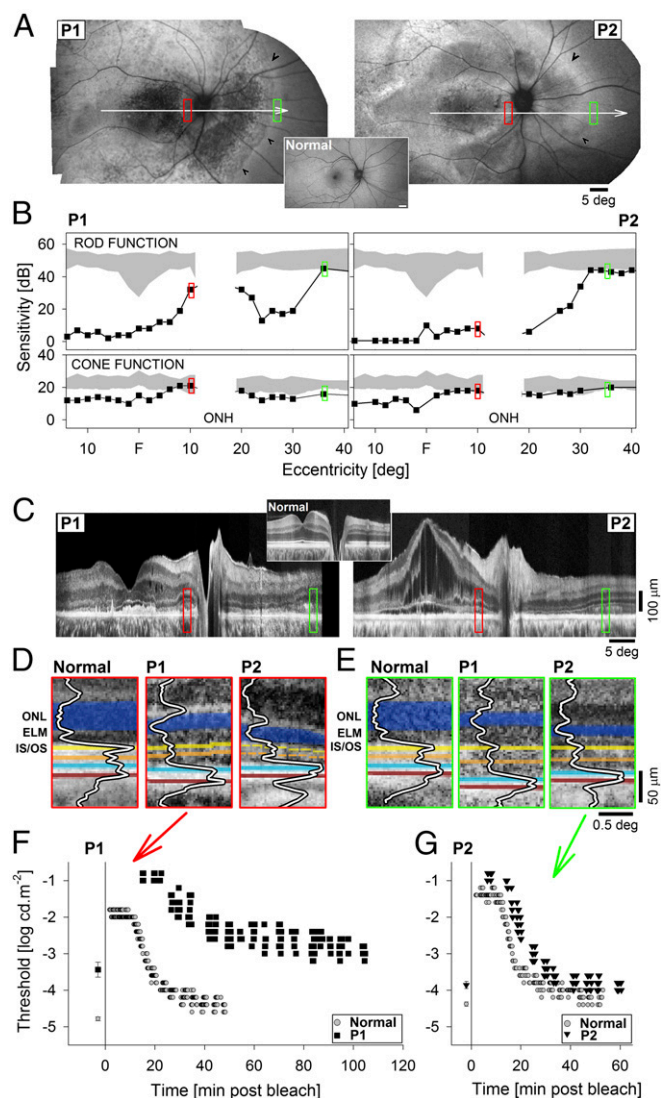 A
P1
P2
Normal
5 deg
B
P1
P2
ROD FUNCTION
60
40
20
0
Sensitivity [dB]
CONE FUNCTION
40
20
0
ONH
ONH
10 F 10 20 30 40
10 F 10 20 30 40
Eccentricity [deg]
C
P1
Normal
P2
100 µm
5 deg
D
Normal P1 P2
E
Normal P1 P2
ONL
ELM
IS/OS
ONL
ELM
IS/OS
50 µm
0.5 deg
F
P1
-1
-2
-3
-4
-5
Threshold [log cd.m-2]
Normal
P1
0 20 40 60 80 100 120
Time [min post bleach]
G
P2
-1
-2
-3
-4
-5
Normal
P2
0 20 40 60
Time [min post bleach]